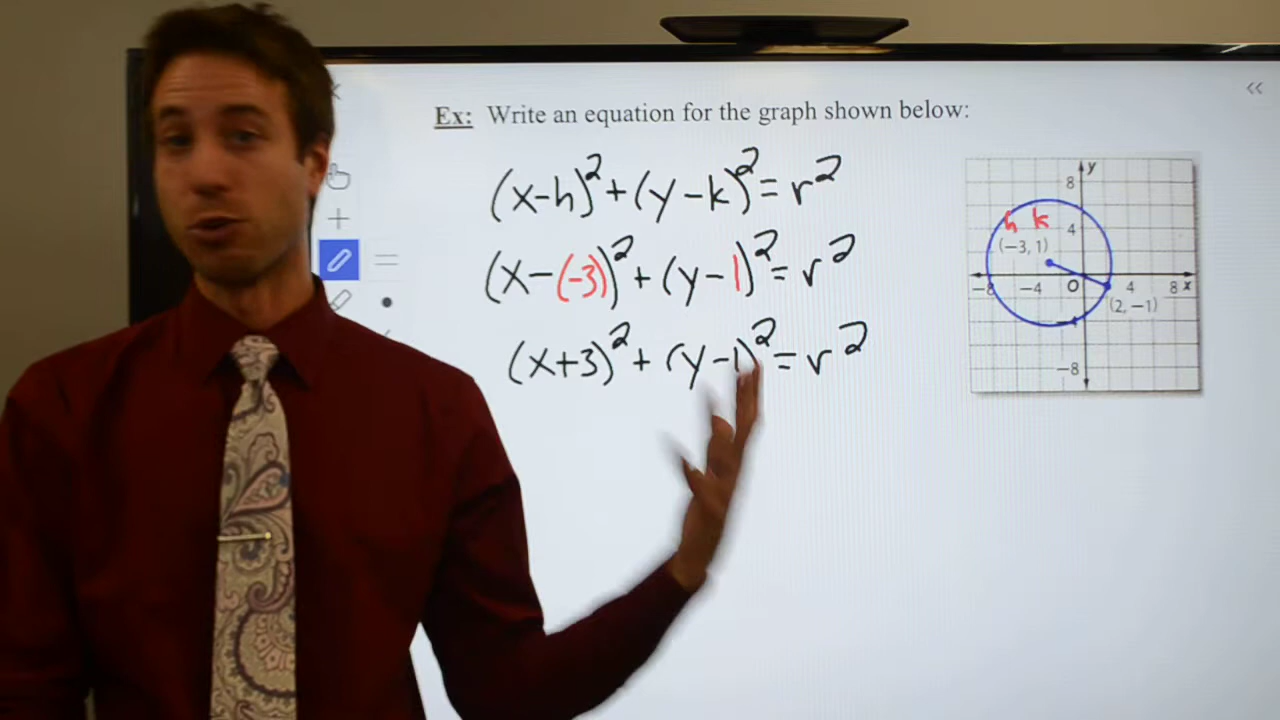 Ex: Write an equation for the graph shown below:
(x-h)²+(y-k)²=r²
(x-(-3))²+(y-1)²=r²
(x+3)²+(y-1)²=r²
y
8
h k
4
(−3, 1)
−8 −4 O 4 8 x
(2, −1)
−8